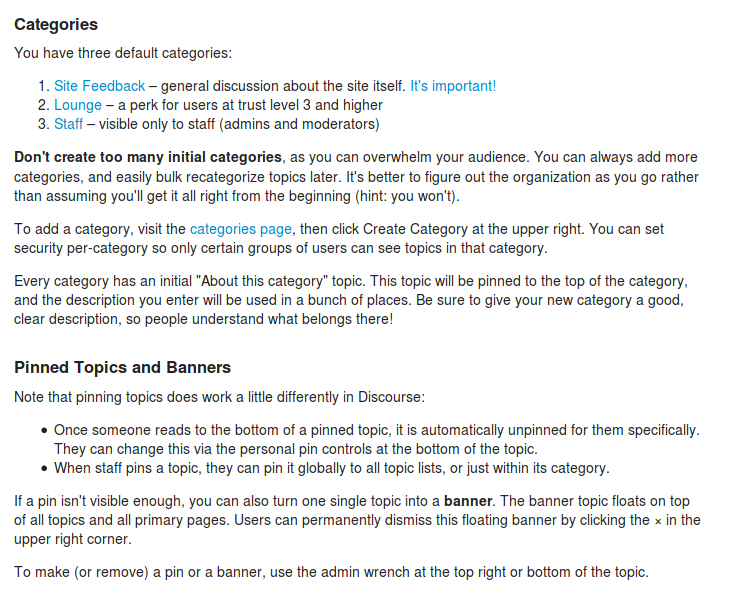 Categories
You have three default categories:
1. Site Feedback – general discussion about the site itself. It's important!
2. Lounge – a perk for users at trust level 3 and higher
3. Staff – visible only to staff (admins and moderators)
Don't create too many initial categories, as you can overwhelm your audience. You can always add more
categories, and easily bulk recategorize topics later. It's better to figure out the organization as you go rather
than assuming you'll get it all right from the beginning (hint: you won't).
To add a category, visit the categories page, then click Create Category at the upper right. You can set
security per-category so only certain groups of users can see topics in that category.
Every category has an initial "About this category" topic. This topic will be pinned to the top of the category,
and the description you enter will be used in a bunch of places. Be sure to give your new category a good,
clear description, so people understand what belongs there!
Pinned Topics and Banners
Note that pinning topics does work a little differently in Discourse:
• Once someone reads to the bottom of a pinned topic, it is automatically unpinned for them specifically.
They can change this via the personal pin controls at the bottom of the topic.
• When staff pins a topic, they can pin it globally to all topic lists, or just within its category.
If a pin isn't visible enough, you can also turn one single topic into a banner. The banner topic floats on top
of all topics and all primary pages. Users can permanently dismiss this floating banner by clicking the × in the
upper right corner.
To make (or remove) a pin or a banner, use the admin wrench at the top right or bottom of the topic.